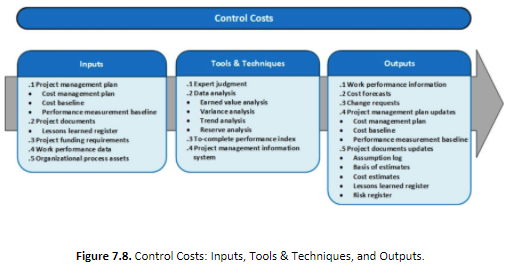 Control Costs
Inputs
.1 Project management plan
• Cost management plan
• Cost baseline
• Performance measurement baseline
.2 Project documents
• Lessons learned register
.3 Project funding requirements
.4 Work performance data
.5 Organizational process assets
Tools & Techniques
.1 Expert judgment
.2 Data analysis
• Earned value analysis
• Variance analysis
• Trend analysis
• Reserve analysis
.3 To-complete performance index
.4 Project management information
system
Outputs
.1 Work performance information
.2 Cost forecasts
.3 Change requests
.4 Project management plan updates
• Cost management plan
• Cost baseline
• Performance measurement baseline
.5 Project documents updates
• Assumption log
• Basis of estimates
• Cost estimates
• Lessons learned register
• Risk register
Figure 7.8. Control Costs: Inputs, Tools & Techniques, and Outputs.